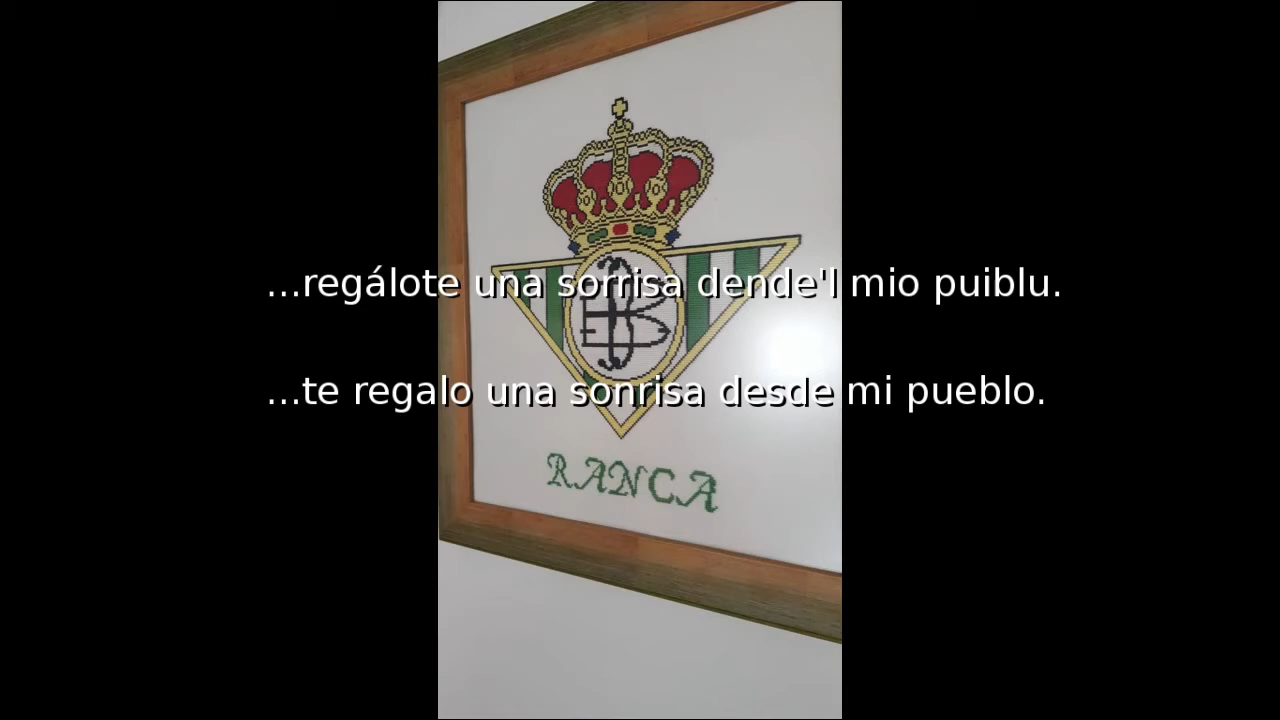 ...regálote una sorrisa dende'l mio puiblu.
...te regalo una sonrisa desde mi pueblo.
RANCA